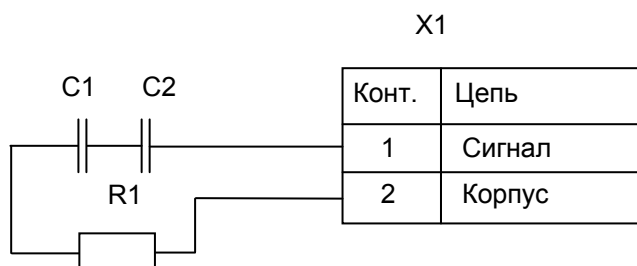 X1
C1 C2
Конт. Цепь
1 Сигнал
R1
2 Корпус